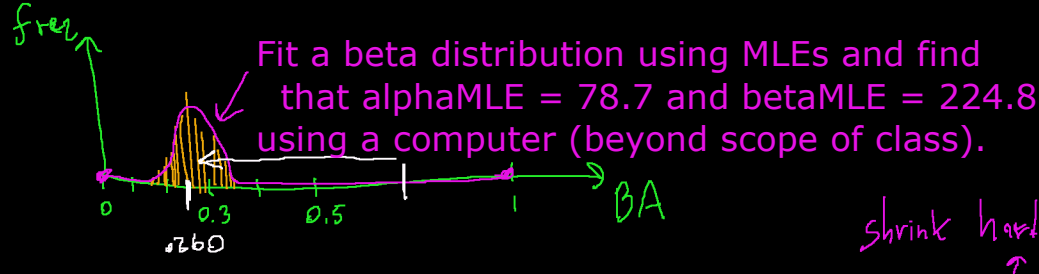 freq
Fit a beta distribution using MLEs and find
that alphaMLE = 78.7 and betaMLE = 224.8
using a computer (beyond scope of class).
0
0.3
0.5
1
BA
.260
shrink hard